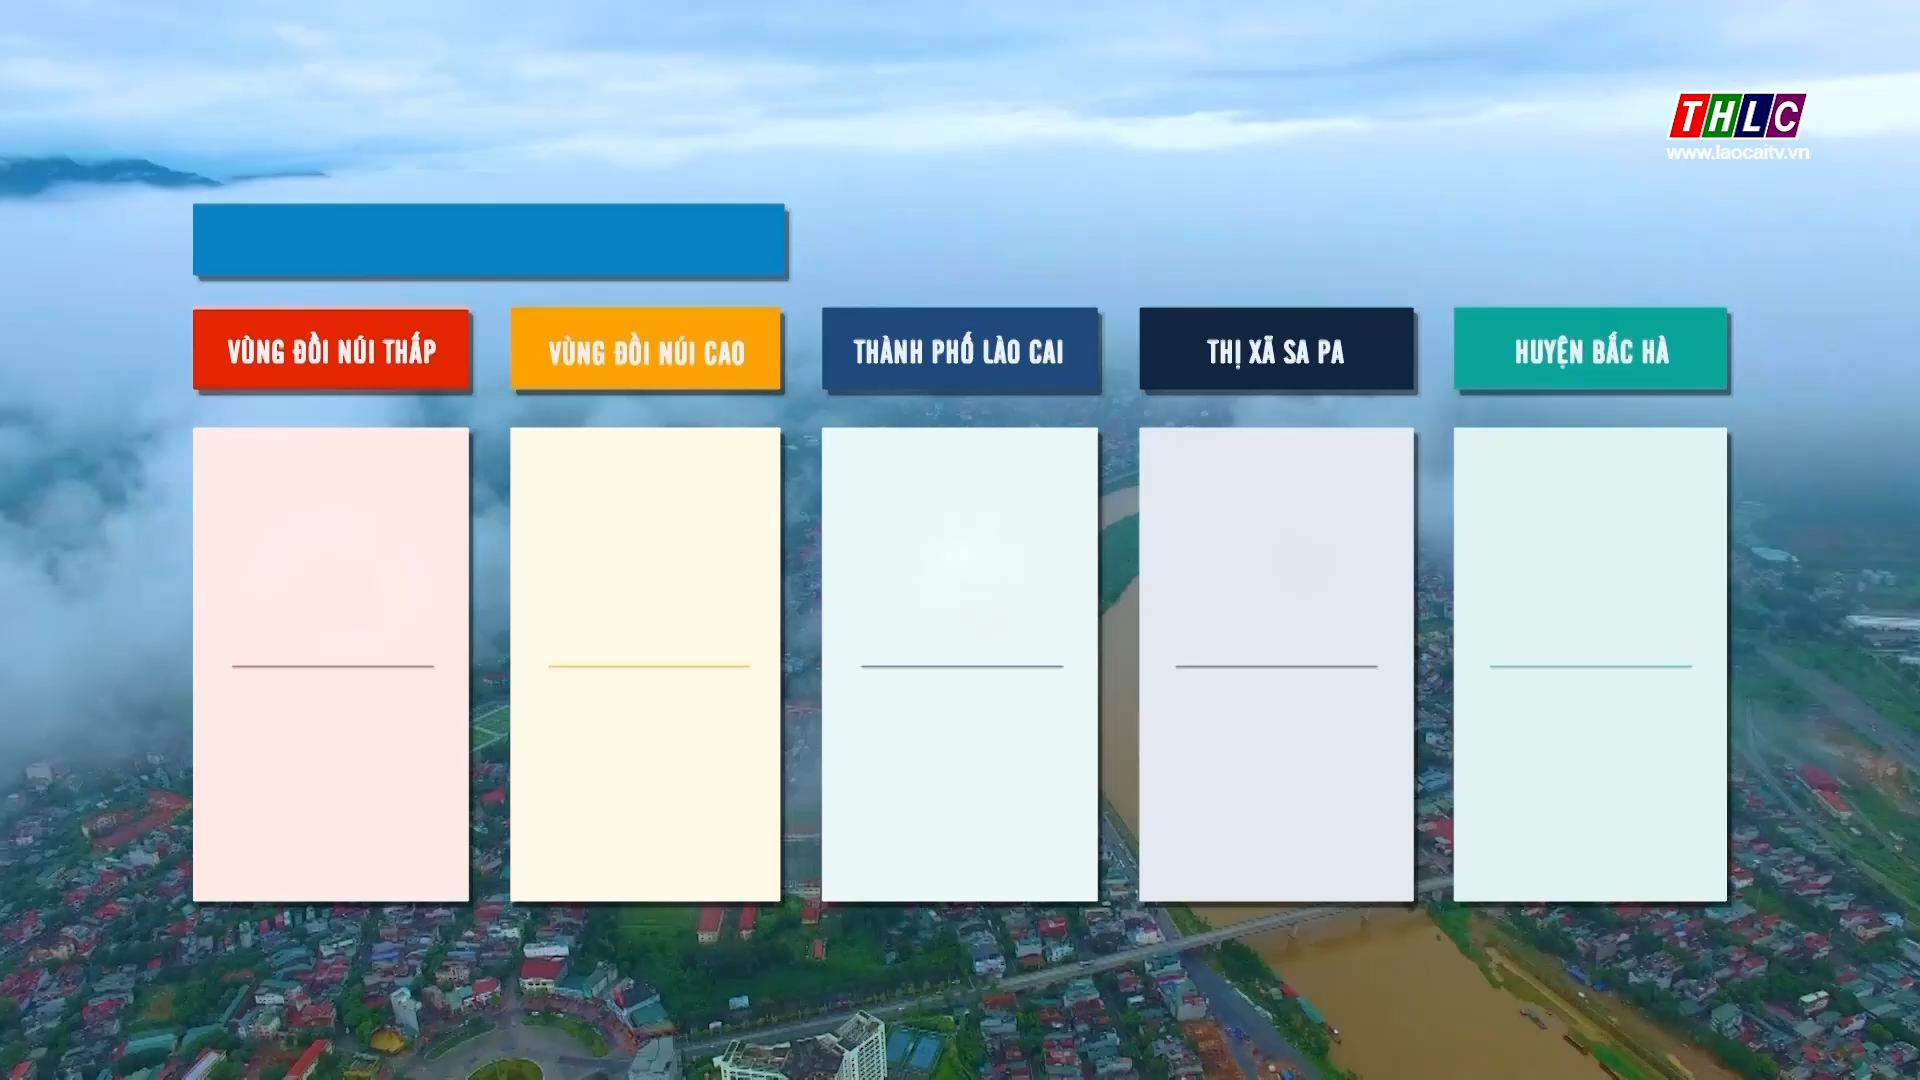 THLC
www.laocaitv.vn
VÙNG ĐỒI NÚI THẤP
VÙNG ĐỒI NÚI CAO
THÀNH PHỐ LÀO CAI
THỊ XÃ SA PA
HUYỆN BẮC HÀ